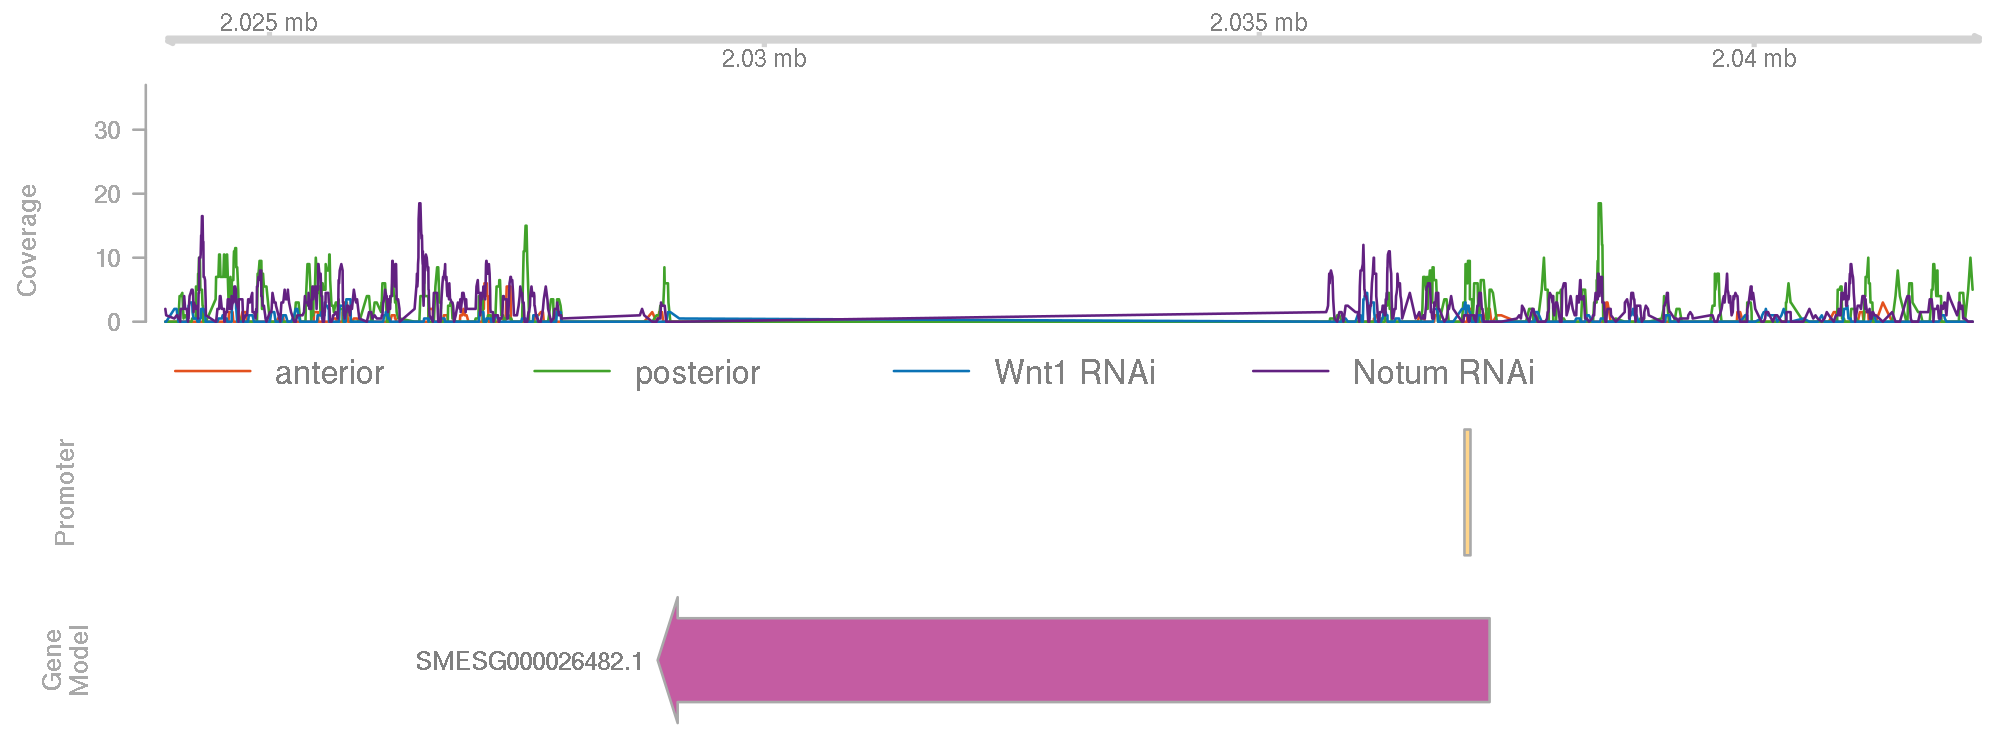 2.025 mb
2.035 mb
2.03 mb
2.04 mb
Coverage
30
20
10
0
anterior
posterior
Wnt1 RNAi
Notum RNAi
Promoter
0
Gene
Model
SMESG000026482.1